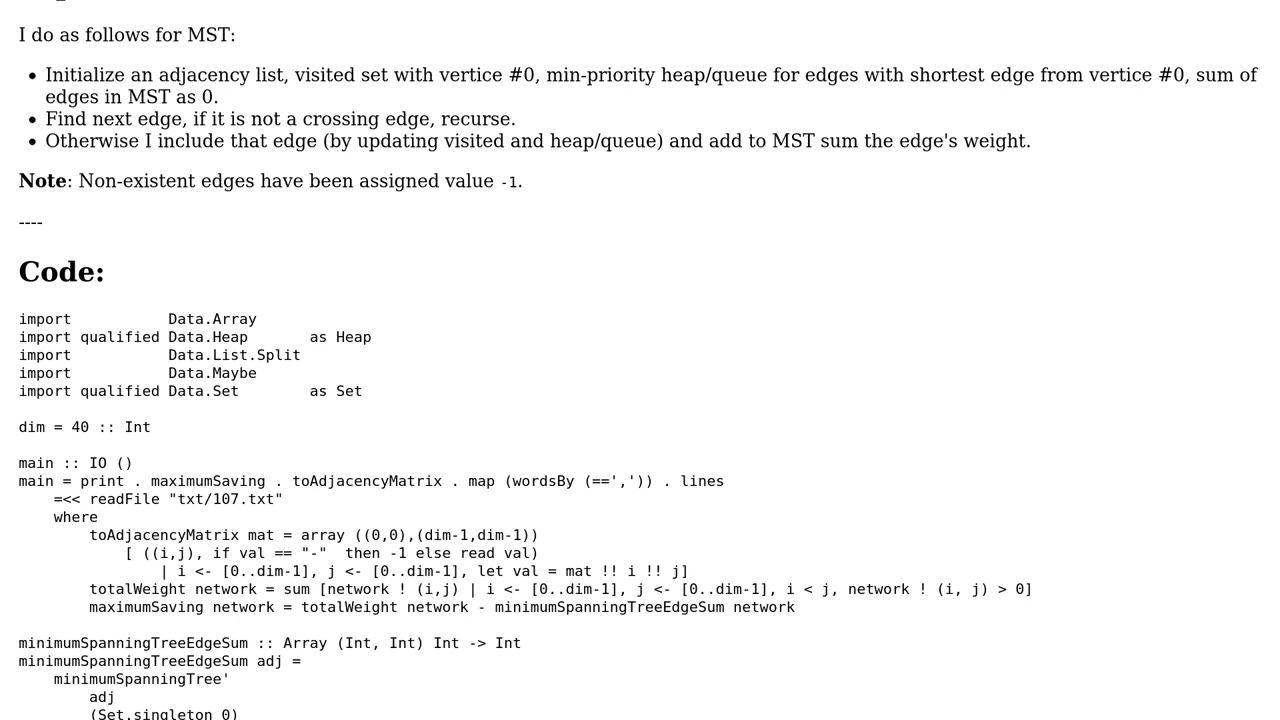 I do as follows for MST:
• Initialize an adjacency list, visited set with vertice #0, min-priority heap/queue for edges with shortest edge from vertice #0, sum of
edges in MST as 0.
• Find next edge, if it is not a crossing edge, recurse.
• Otherwise I include that edge (by updating visited and heap/queue) and add to MST sum the edge's weight.
Note: Non-existent edges have been assigned value -1.
----
Code:
import           Data.Array
import qualified Data.Heap       as Heap
import           Data.List.Split
import           Data.Maybe
import qualified Data.Set        as Set
dim = 40 :: Int
main :: IO ()
main = print . maximumSaving . toAdjacencyMatrix . map (wordsBy (==',')) . lines
    =<< readFile "txt/107.txt"
    where
        toAdjacencyMatrix mat = array ((0,0),(dim-1,dim-1))
            [ ((i,j), if val == "-"  then -1 else read val)
                | i <- [0..dim-1], j <- [0..dim-1], let val = mat !! i !! j]
        totalWeight network = sum [network ! (i,j) | i <- [0..dim-1], j <- [0..dim-1], i < j, network ! (i, j) > 0]
        maximumSaving network = totalWeight network - minimumSpanningTreeEdgeSum network
minimumSpanningTreeEdgeSum :: Array (Int, Int) Int -> Int
minimumSpanningTreeEdgeSum adj =
    minimumSpanningTree'
        adj
        (Set.singleton 0)